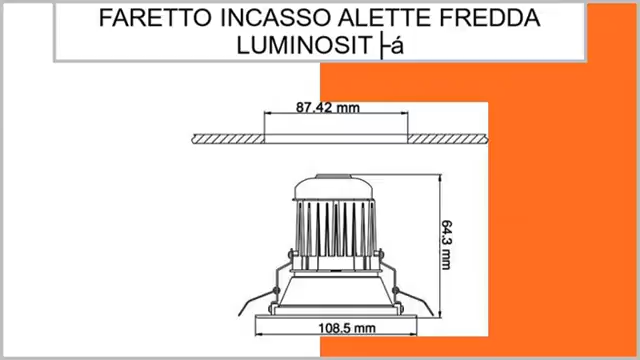 FARETTO INCASSO ALETTE FREDDA
LUMINOSIT├á
87.42 mm
64.3 mm
108.5 mm